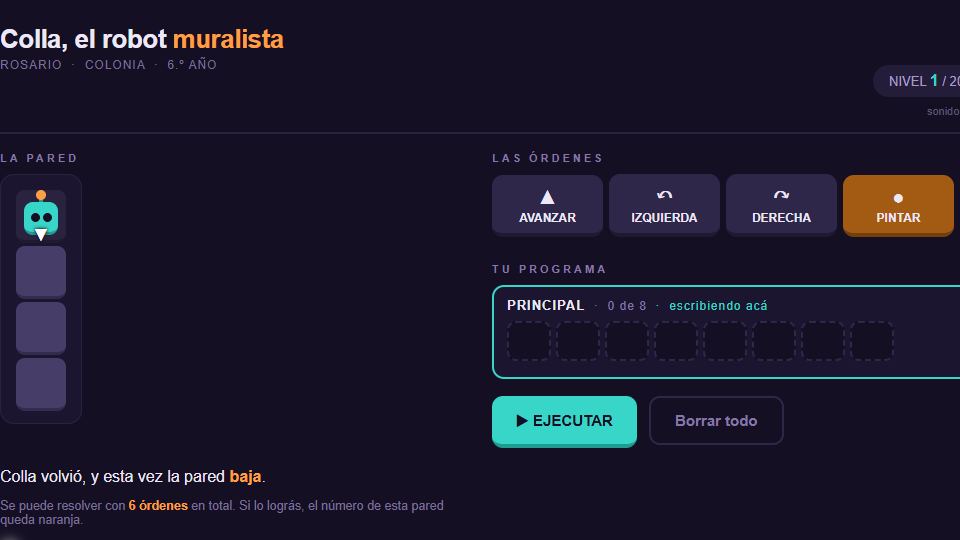 Colla, el robot muralista
ROSARIO · COLONIA · 6.º AÑO
NIVEL 1 / 20
sonido
LA PARED
LAS ÓRDENES
AVANZAR
IZQUIERDA
DERECHA
PINTAR
TU PROGRAMA
PRINCIPAL · 0 de 8 · escribiendo acá
▶ EJECUTAR
Borrar todo
Colla volvió, y esta vez la pared baja.
Se puede resolver con 6 órdenes en total. Si lo lográs, el número de esta pared
queda naranja.